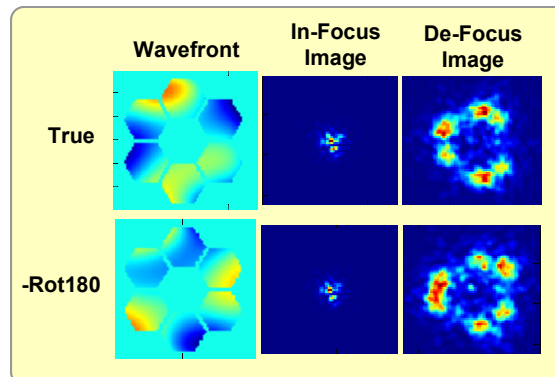 Wavefront
In-Focus
Image
De-Focus
Image
True
-Rot180